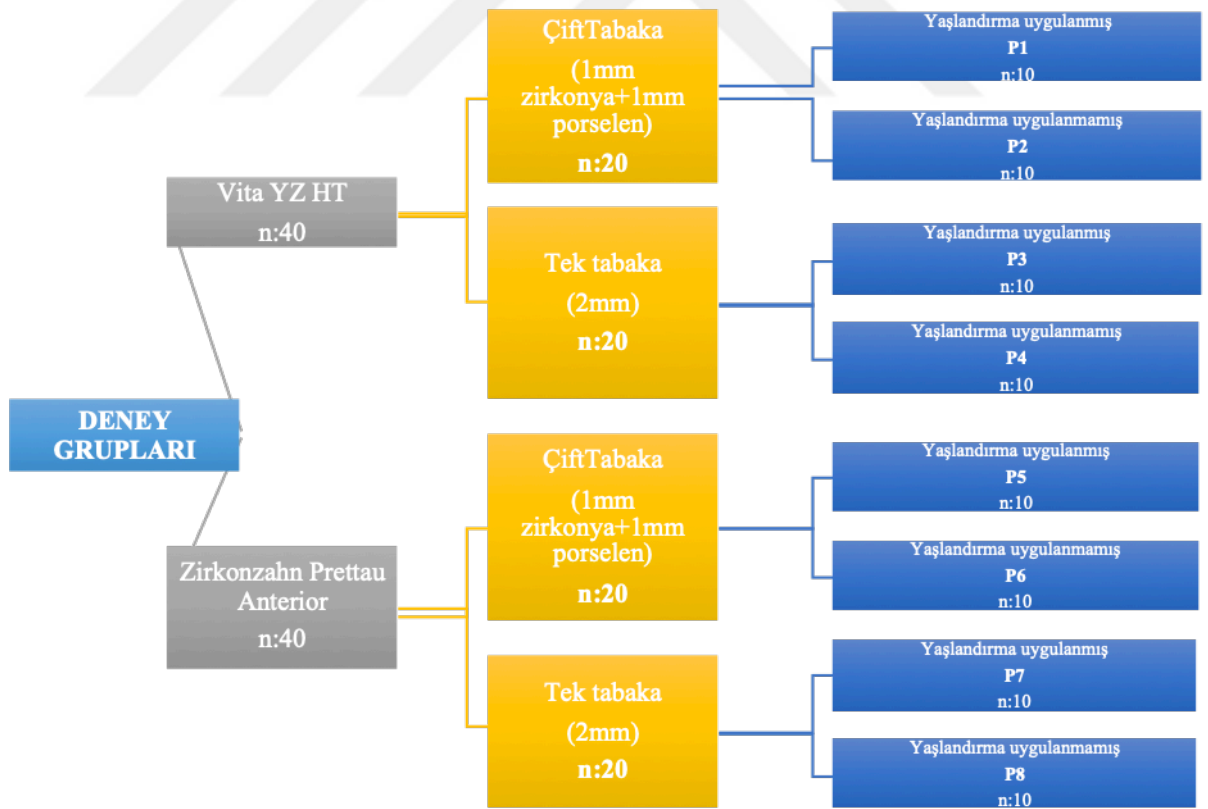 DENEY
GRUPLARI
Vita YZ HT
n:40
ÇiftTabaka
(1mm
zirkonya+1mm
porselen)
n:20
Yaşlandırma uygulanmış
P1
n:10
Yaşlandırma uygulanmamış
P2
n:10
Tek tabaka
(2mm)
n:20
Yaşlandırma uygulanmış
P3
n:10
Yaşlandırma uygulanmamış
P4
n:10
Zirkonzahn Prettau
Anterior
n:40
ÇiftTabaka
(1mm
zirkonya+1mm
porselen)
n:20
Yaşlandırma uygulanmış
P5
n:10
Yaşlandırma uygulanmamış
P6
n:10
Tek tabaka
(2mm)
n:20
Yaşlandırma uygulanmış
P7
n:10
Yaşlandırma uygulanmamış
P8
n:10